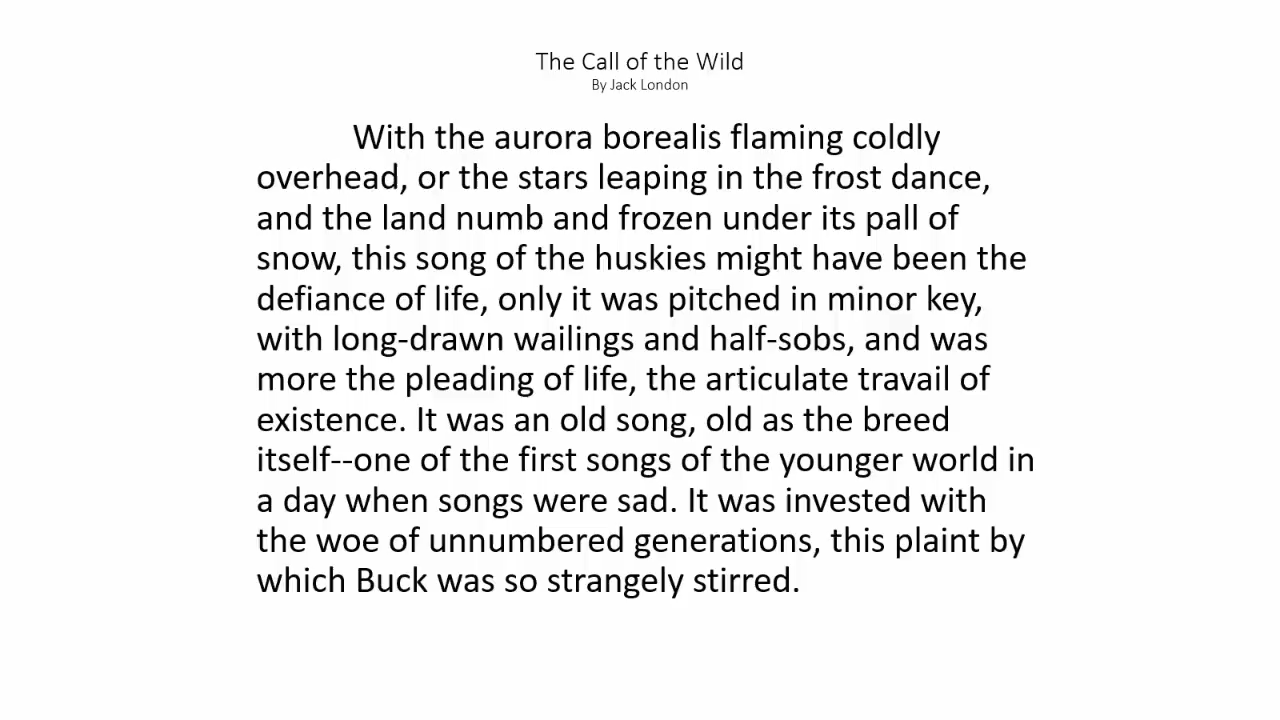 The Call of the Wild
By Jack London
With the aurora borealis flaming coldly
overhead, or the stars leaping in the frost dance,
and the land numb and frozen under its pall of
snow, this song of the huskies might have been the
defiance of life, only it was pitched in minor key,
with long-drawn wailings and half-sobs, and was
more the pleading of life, the articulate travail of
existence. It was an old song, old as the breed
itself--one of the first songs of the younger world in
a day when songs were sad. It was invested with
the woe of unnumbered generations, this plaint by
which Buck was so strangely stirred.